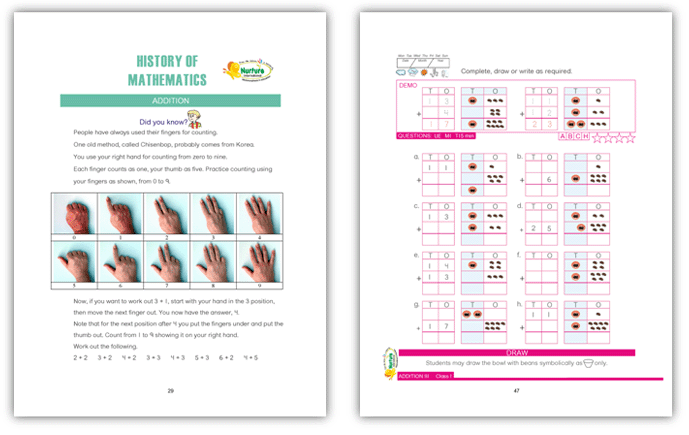 HISTORY OF
MATHEMATICS
Nurture
International
ADDITION
Did you know?
People have always used their fingers for counting.
One old method, called Chisenbop, probably comes from Korea.
You use your right hand for counting from zero to nine.
Each finger counts as one, your thumb as five. Practice counting using
your fingers as shown, from 0 to 9.
0 1 2 3 4
5 6 7 8 9
Now, if you want to work out 3 + 1, start with your hand in the 3 position,
then move the next finger out. You now have the answer, 4.
Note that for the next position after 4 you put the fingers under and put the
thumb out. Count from 1 to 9 showing it on your right hand.
Work out the following.
2 + 2 3 + 2 4 + 2 3 + 3 4 + 3 5 + 3 6 + 2 4 + 5
29
Mon Tue Wed Thu Fri Sat Sun
Date Month Year
Complete, draw or write as required.
DEMO
T O T O T O T O
1 3 1 1
+ 4 + 2
1 7 2 3
QUESTIONS: UE M1 T15 min
A B C H
a. T O T O b. T O T O
1 1
+ + 6
c. T O T O d. T O T O
1 3
+ + 2 5
e. T O T O f. T O T O
1 4
+ 1 3 +
g. T O T O h. T O T O
1 1
+ 1 7 +
DRAW
Students may draw the bowl with beans symbolically as only.
Nurture
ADDITION III Class I
47